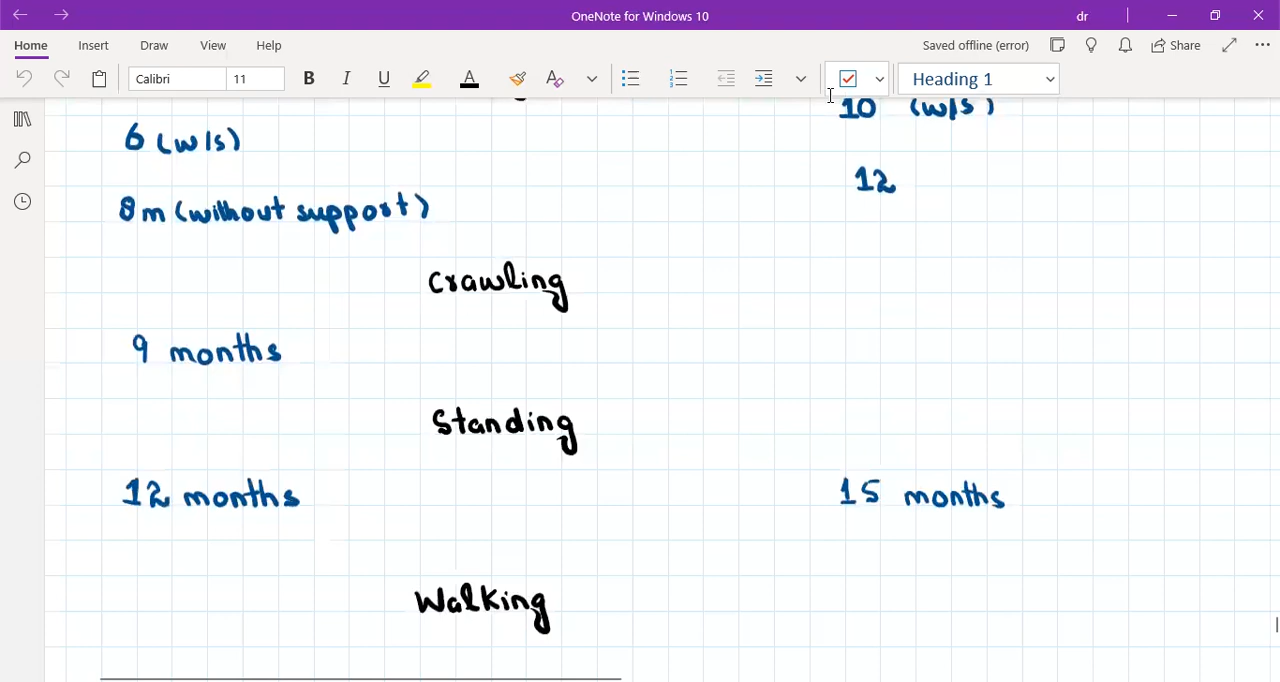 OneNote for Windows 10
dr
Home
Insert
Draw
View
Help
Saved offline (error)
Share
Calibri
11
B
I
U
A
A
Heading 1
10 (w/s)
6 (w/s)
12
8m (without support)
Crawling
9 months
Standing
12 months
15 months
Walking